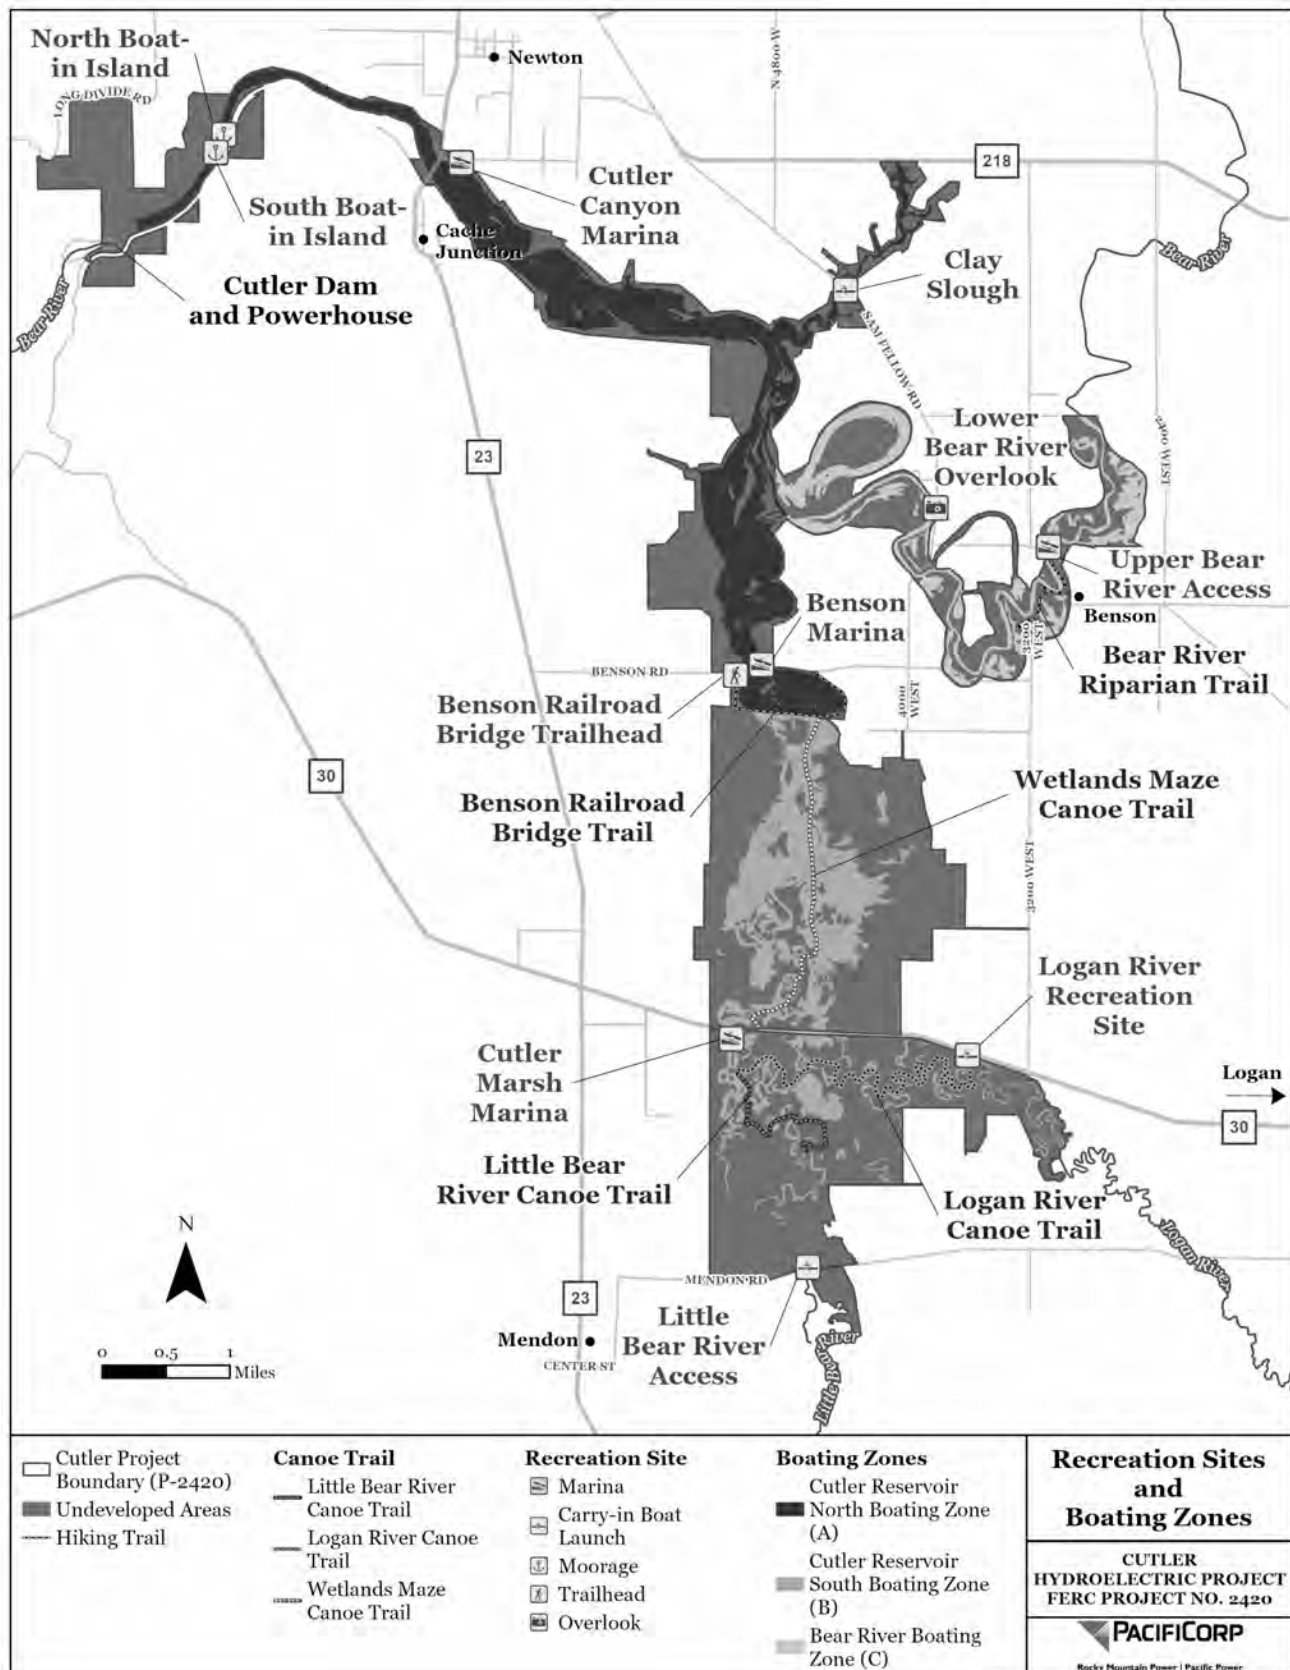 North Boat-
in Island
LONG DIVIDE RD
Newton
N 4800 W
218
South Boat-
in Island
Cutler
Canyon
Marina
Cache
Junction
Clay
Slough
Bear River
Bear River
Cutler Dam
and Powerhouse
SAM FELLOW RD
23
Lower
Bear River
Overlook
2400 WEST
Upper Bear
River Access
Benson
Benson
Marina
3200
WEST
BENSON RD
Bear River
Riparian Trail
4000
WEST
Benson Railroad
Bridge Trailhead
30
Wetlands Maze
Canoe Trail
Benson Railroad
Bridge Trail
3200 WEST
Logan River
Recreation
Site
Cutler
Marsh
Marina
Logan
30
Little Bear
River Canoe Trail
Logan River
Canoe Trail
Logan River
N
MENDON RD
23
Little
Bear River
Access
Mendon
CENTER ST
Little Bear River
0 0.5 1
Miles
Cutler Project
Boundary (P-2420)
Undeveloped Areas
Hiking Trail
Canoe Trail
Little Bear River
Canoe Trail
Logan River Canoe
Trail
Wetlands Maze
Canoe Trail
Recreation Site
Marina
Carry-in Boat
Launch
Moorage
Trailhead
Overlook
Boating Zones
Cutler Reservoir
North Boating Zone
(A)
Cutler Reservoir
South Boating Zone
(B)
Bear River Boating
Zone (C)
Recreation Sites
and
Boating Zones
CUTLER
HYDROELECTRIC PROJECT
FERC PROJECT NO. 2420
PACIFICORP
Rocky Mountain Power | Pacific Power